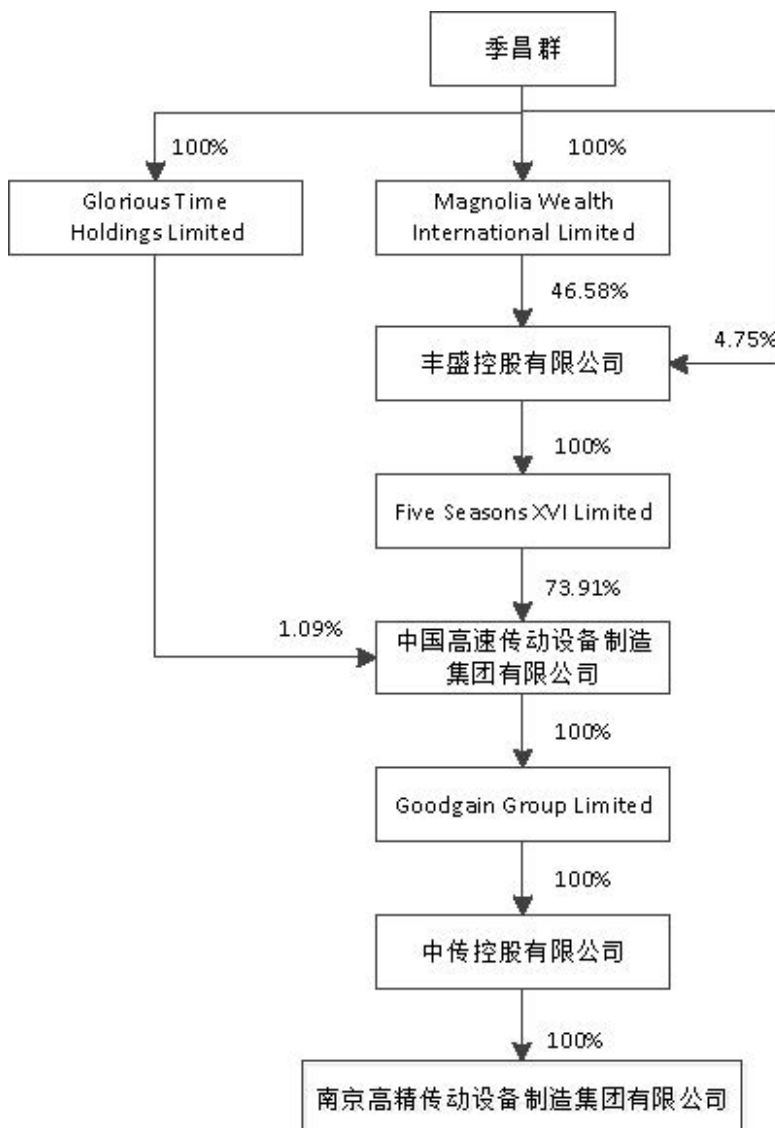 季昌群
100%
100%
Glorious Time
Holdings Limited
Magnolia Wealth
International Limited
46.58%
4.75%
丰盛控股有限公司
100%
Five Seasons XVI Limited
73.91%
1.09%
中国高速传动设备制造
集团有限公司
100%
Goodgain Group Limited
100%
中传控股有限公司
100%
南京高精传动设备制造集团有限公司